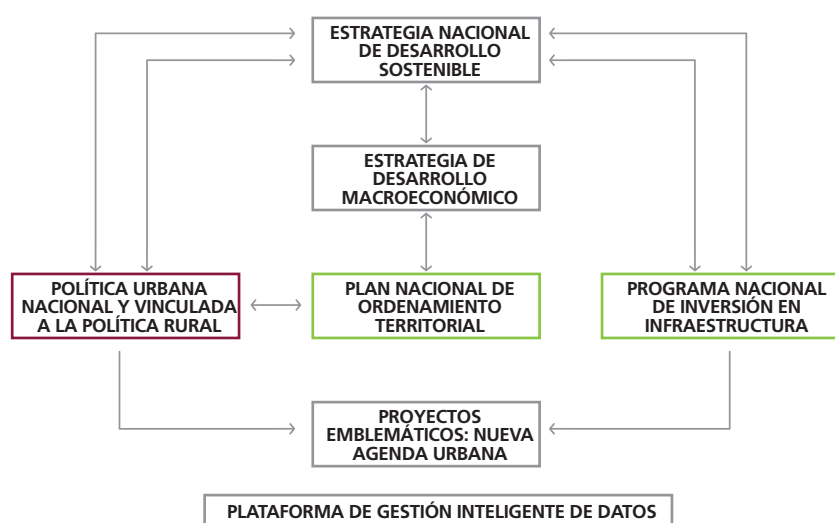 ESTRATEGIA NACIONAL
DE DESARROLLO
SOSTENIBLE
ESTRATEGIA DE
DESARROLLO
MACROECONÓMICO
POLÍTICA URBANA
NACIONAL Y VINCULADA
A LA POLÍTICA RURAL
PLAN NACIONAL DE
ORDENAMIENTO
TERRITORIAL
PROGRAMA NACIONAL
DE INVERSIÓN EN
INFRAESTRUCTURA
PROYECTOS
EMBLEMÁTICOS: NUEVA
AGENDA URBANA
PLATAFORMA DE GESTIÓN INTELIGENTE DE DATOS